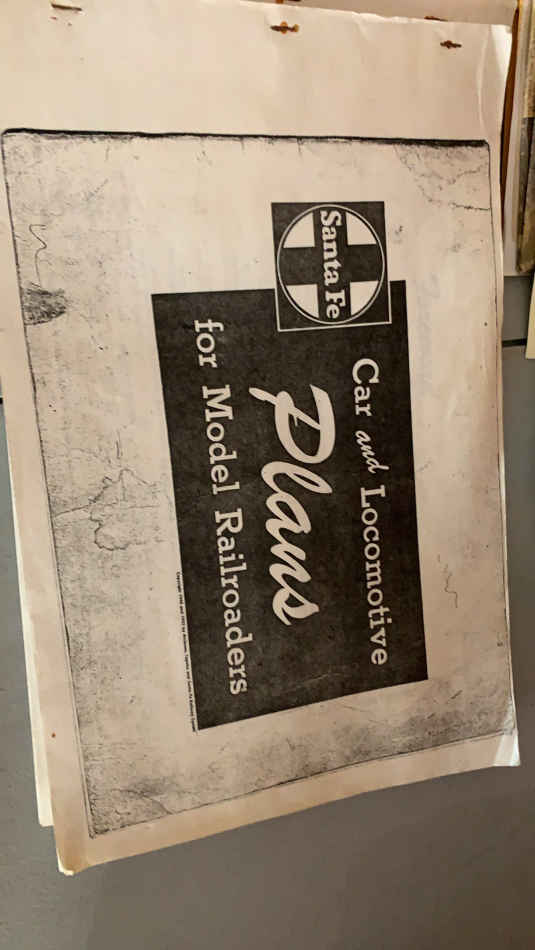 Santa Fe
Car and Locomotive
Plans
for Model Railroaders